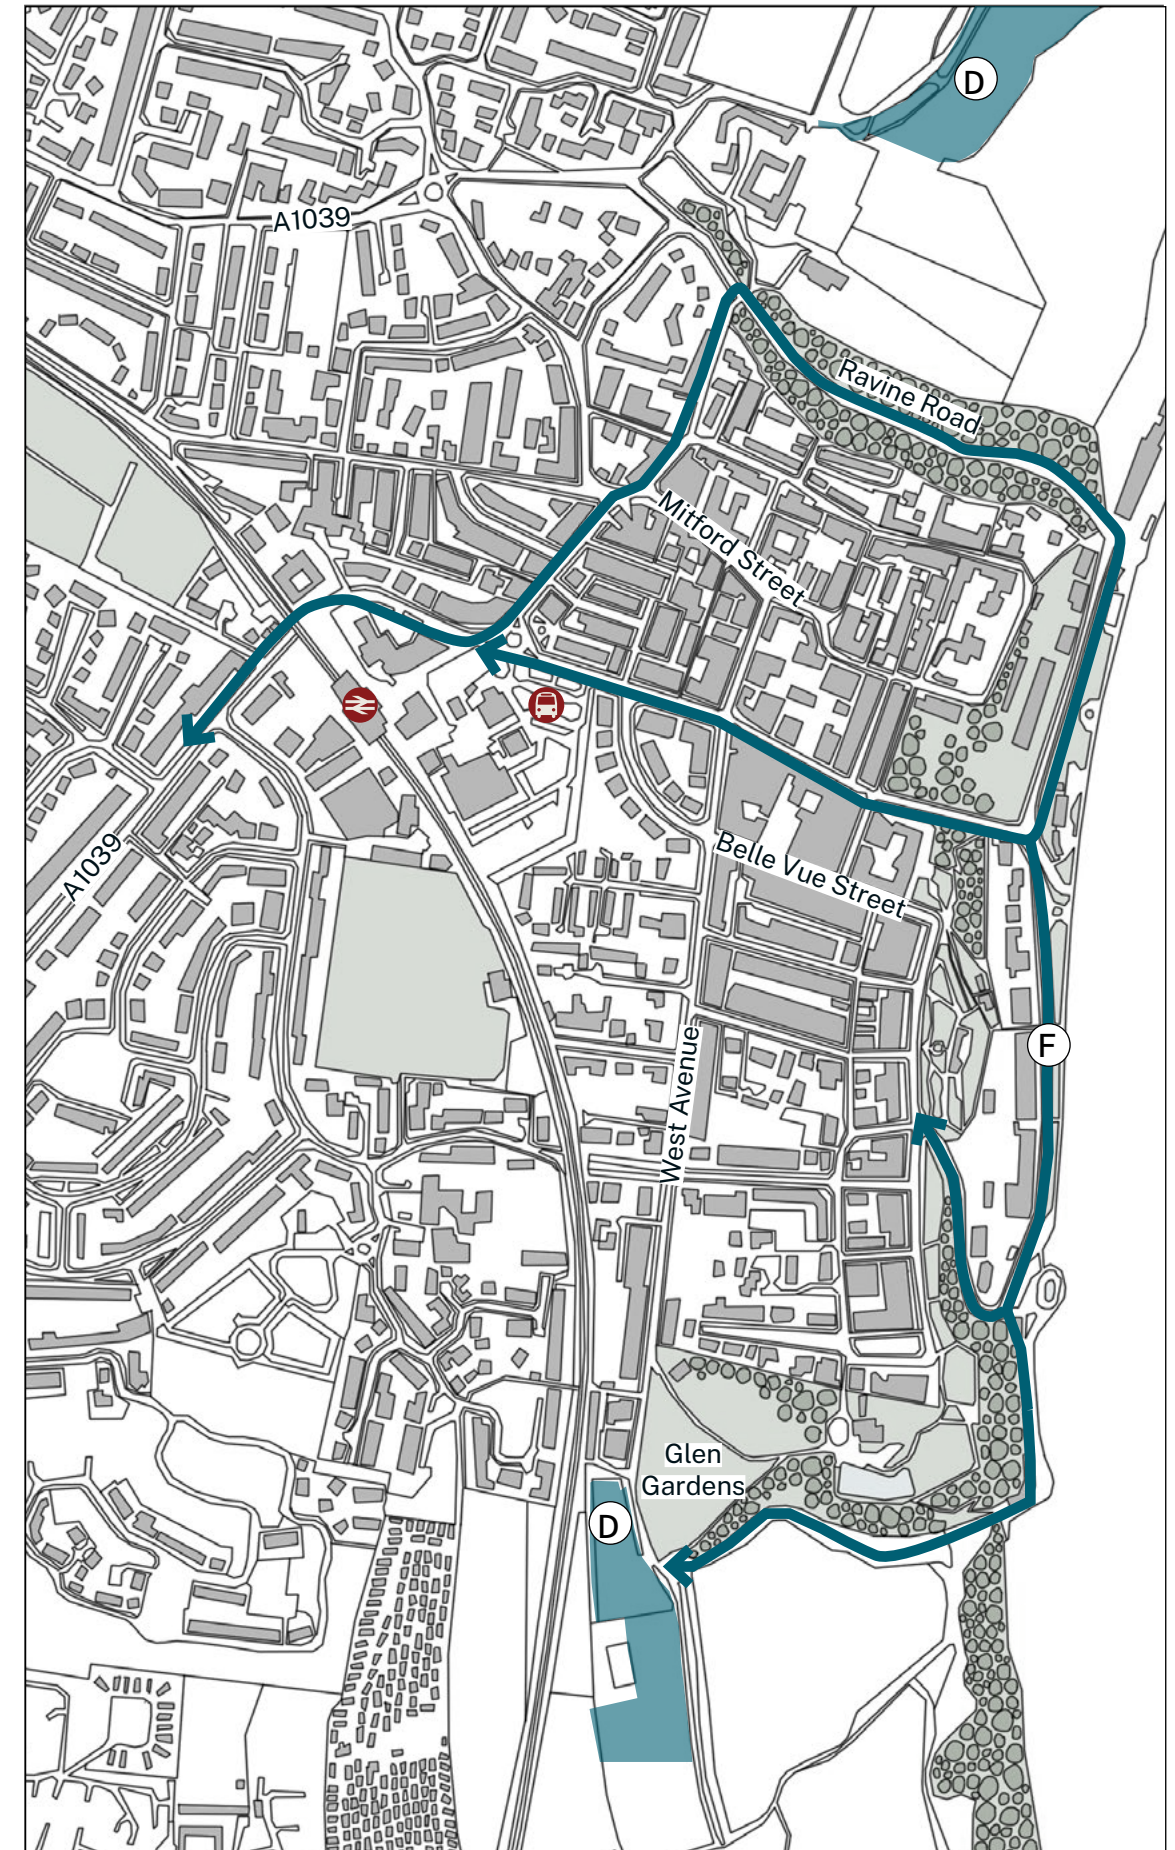 D
A1039
Ravine Road
Mitford Street
A1039
Belle Vue Street
F
West Avenue
Glen
Gardens
D